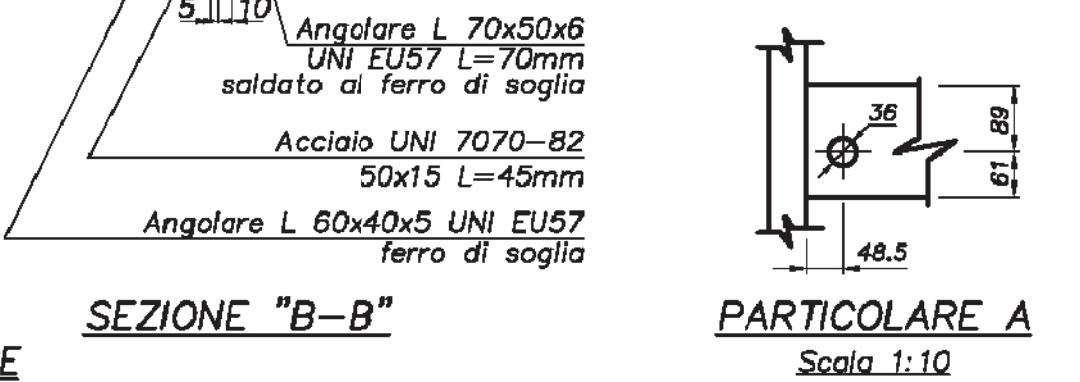 5 10
Angolare L 70x50x6
UNI EU57 L=70mm
saldato al ferro di soglia
Acciaio UNI 7070-82
50x15 L=45mm
Angolare L 60x40x5 UNI EU57
ferro di soglia
SEZIONE "B-B"
E
36
89
61
48.5
PARTICOLARE A
Scala 1:10